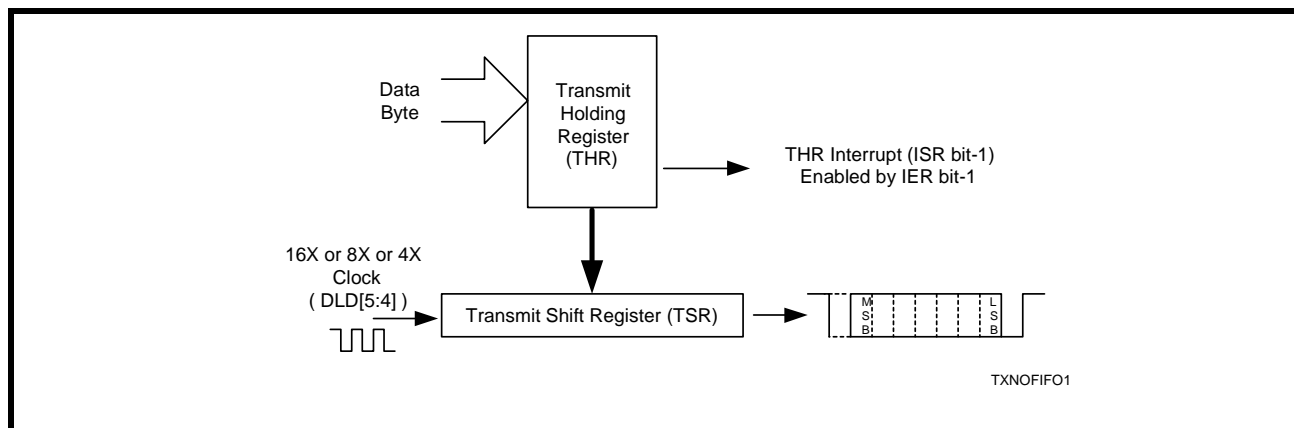 Data
Byte
Transmit
Holding
Register
(THR)
THR Interrupt (ISR bit-1)
Enabled by IER bit-1
16X or 8X or 4X
Clock
( DLD[5:4] )
Transmit Shift Register (TSR)
M
S
B
L
S
B
TXNOFIFO1